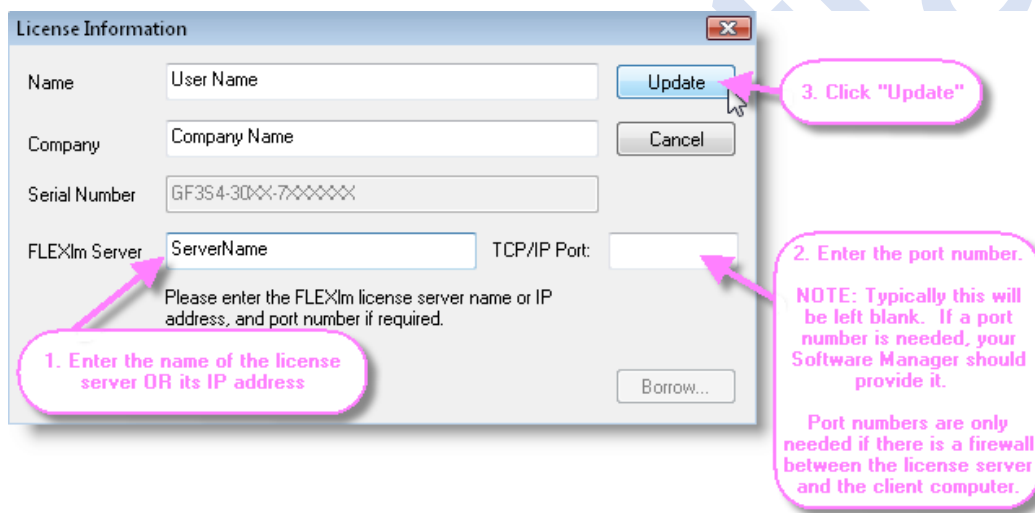 License Information
Name
User Name
Update
3. Click "Update"
Company
Company Name
Cancel
Serial Number
GF3S4-30XX-7XXXXXX
FLEXlm Server
ServerName
TCP/IP Port:
Please enter the FLEXlm license server name or IP
address, and port number if required.
1. Enter the name of the license
server OR its IP address
Borrow...
2. Enter the port number.
NOTE: Typically this will
be left blank. If a port
number is needed, your
Software Manager should
provide it.
Port numbers are only
needed if there is a firewall
between the license server
and the client computer.